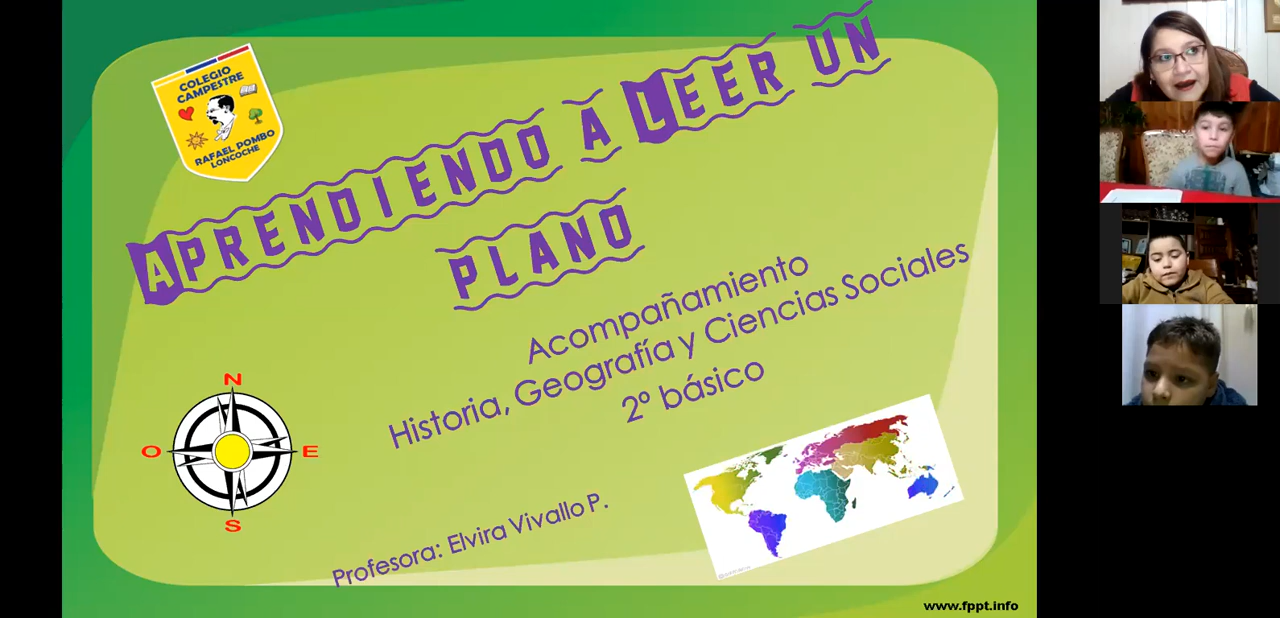 COLEGIO
CAMPESTRE
RAFAEL POMBO
LONCOCHE
APRENDIENDO A LEER UN
PLANO
Acompañamiento
Historia, Geografía y Ciencias Sociales
2º básico
N
O
E
S
Profesora: Elvira Vivallo P.
www.fppt.info